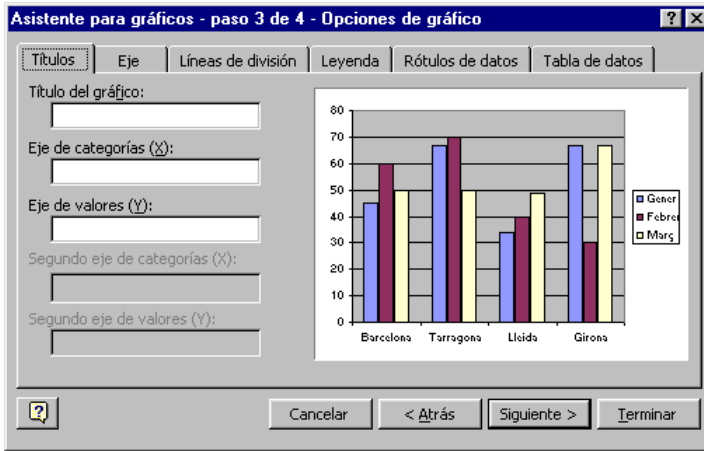 Asistente para gráficos - paso 3 de 4 - Opciones de gráfico
Títulos Eje Líneas de división Leyenda Rótulos de datos Tabla de datos
Título del gráfico:
Eje de categorías (X):
Eje de valores (Y):
Segundo eje de categorías (X):
Segundo eje de valores (Y):
80
70
60
50
40
30
20
10
0
Barcelona Tarragona Lleida Girona
Gener
Febrer
Març
Cancelar < Atrás Siguiente > Terminar